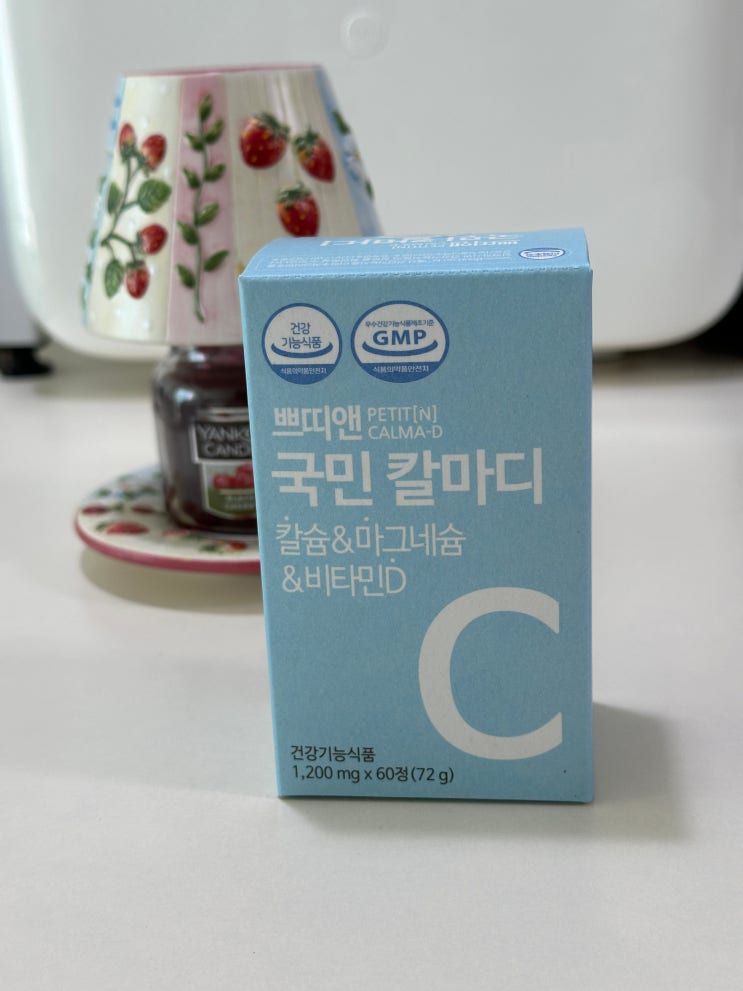 건강
기능식품
식품의약품안전처
우수건강기능식품제조기준
GMP
식품의약품안전처
쁘띠앤 PETIT[N]
CALMA-D
국민 칼마디
칼슘&마그네슘
&비타민D
C
건강기능식품
1,200 mg x 60정(72 g)
YANK
CAND